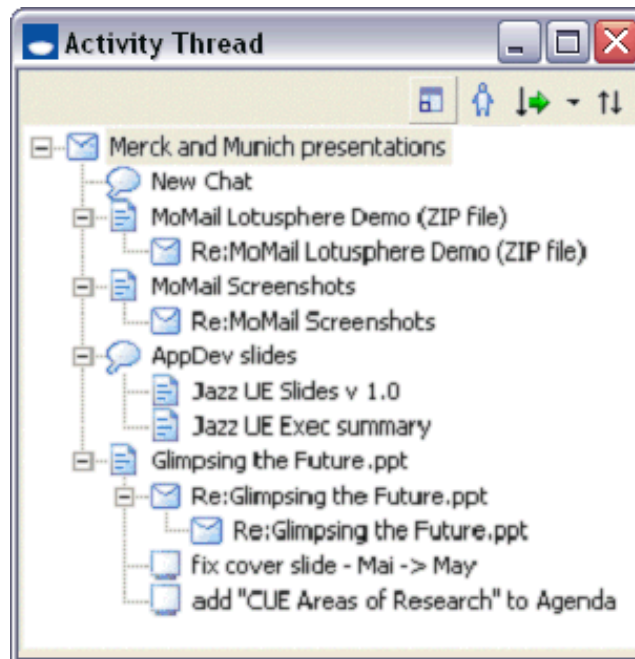 Activity Thread
Merck and Munich presentations
New Chat
MoMail Lotusphere Demo (ZIP file)
Re:MoMail Lotusphere Demo (ZIP file)
MoMail Screenshots
Re:MoMail Screenshots
AppDev slides
Jazz UE Slides v 1.0
Jazz UE Exec summary
Glimpsing the Future.ppt
Re:Glimpsing the Future.ppt
Re:Glimpsing the Future.ppt
fix cover slide - Mai -> May
add "CUE Areas of Research" to Agenda